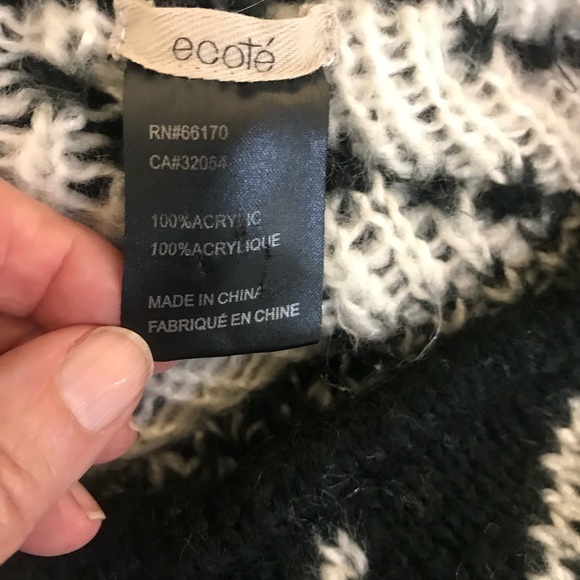 ecoté
RN#66170
CA#32054
100%ACRYLIC
100%ACRYLIQUE
MADE IN CHINA
FABRIQUÉ EN CHINE